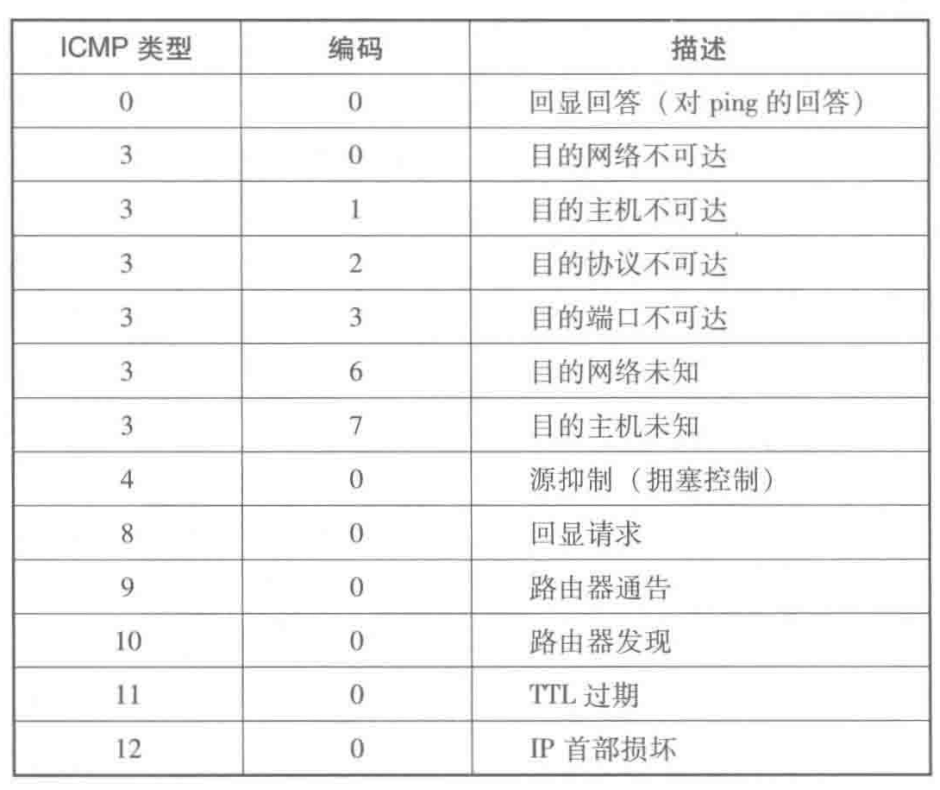 ICMP 类型 编码 描述
0 0 回显回答（对 ping 的回答）
3 0 目的网络不可达
3 1 目的主机不可达
3 2 目的协议不可达
3 3 目的端口不可达
3 6 目的网络未知
3 7 目的主机未知
4 0 源抑制（拥塞控制）
8 0 回显请求
9 0 路由器通告
10 0 路由器发现
11 0 TTL 过期
12 0 IP 首部损坏